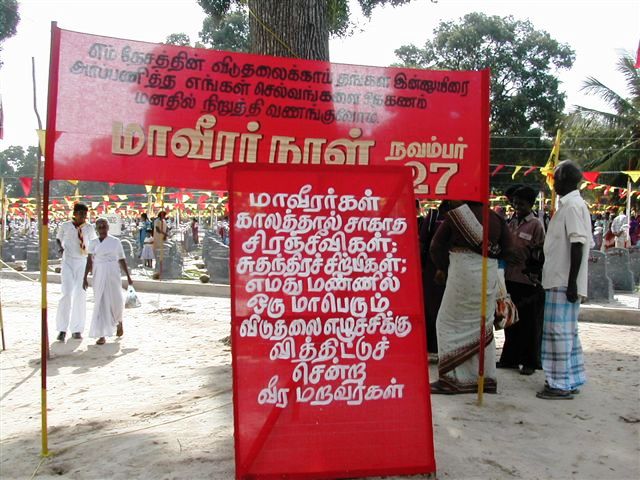 எம் தேசத்தின் விடுதலைக்காய் தங்கள் இன்னுயிரை
அர்ப்பணித்த எங்கள் செல்வங்களை இக்கணம்
மனதில் நிறுத்தி வணங்குவோம்.
மாவீரர் நாள் நவம்பர்
27
மாவீரர்கள்
காலத்தால் சாகாத
சிரஞ்சீவிகள்;
சுதந்திரச்சிற்பிகள்;
எமது மண்ணில்
ஒரு மாபெரும்
விடுதலை எழுச்சிக்கு
வித்திட்டுச்
சென்ற
வீர மறவர்கள்